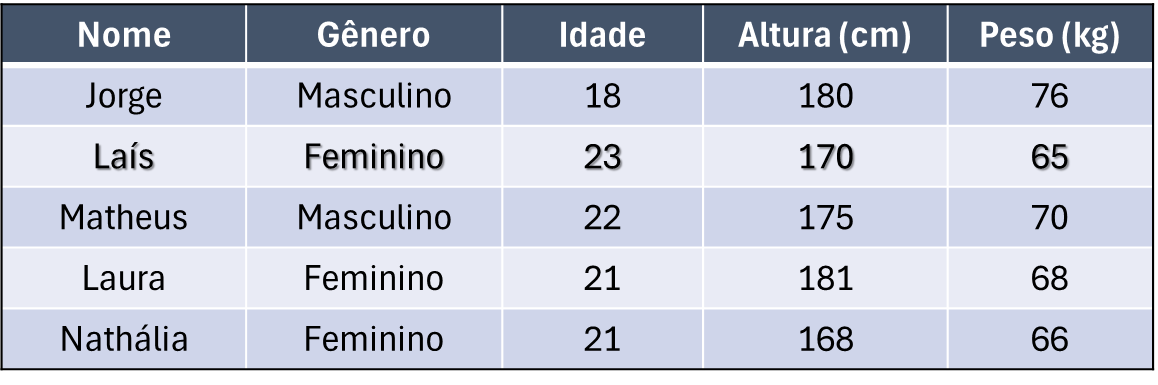 Nome Gênero Idade Altura (cm) Peso (kg)
Jorge Masculino 18 180 76
Laís Feminino 23 170 65
Matheus Masculino 22 175 70
Laura Feminino 21 181 68
Nathália Feminino 21 168 66